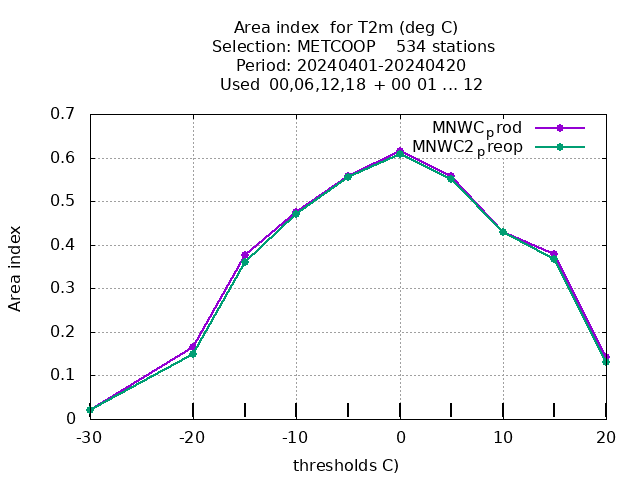 Area index  for T2m (deg C)
Selection: METCOOP    534 stations
Period: 20240401-20240420
Used  00,06,12,18  + 00 01 ... 12
0.7
MNWCprod
0.6
MNWC2preop
0.5
0.4
0.3
0.2
0.1
0
Area index
-30
-20
-10
0
10
20
thresholds C)